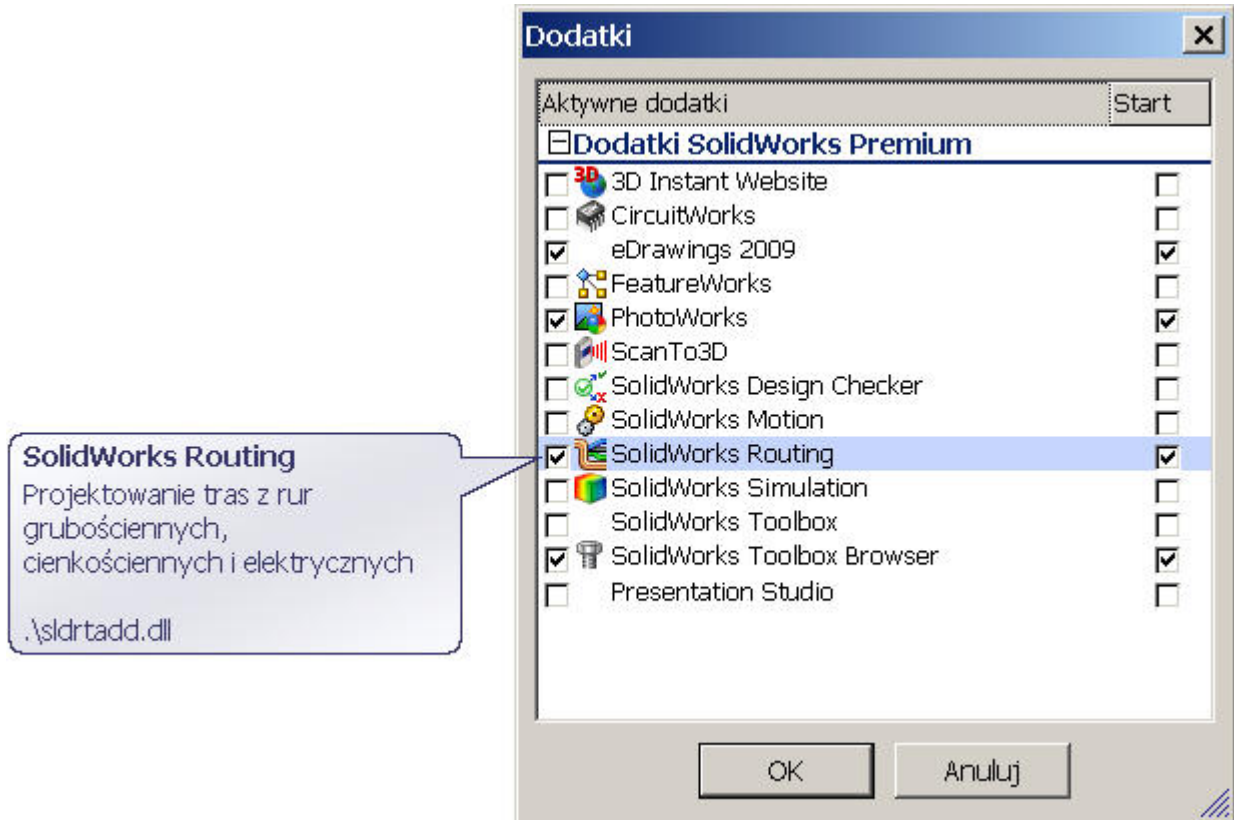 Dodatki
Aktywne dodatki Start
Dodatki SolidWorks Premium
3D Instant Website
CircuitWorks
eDrawings 2009
FeatureWorks
PhotoWorks
ScanTo3D
SolidWorks Design Checker
SolidWorks Motion
SolidWorks Routing
SolidWorks Simulation
SolidWorks Toolbox
SolidWorks Toolbox Browser
Presentation Studio
OK Anuluj
SolidWorks Routing
Projektowanie tras z rur
grubościennych,
cienkościennych i elektrycznych
.\sldrtadd.dll